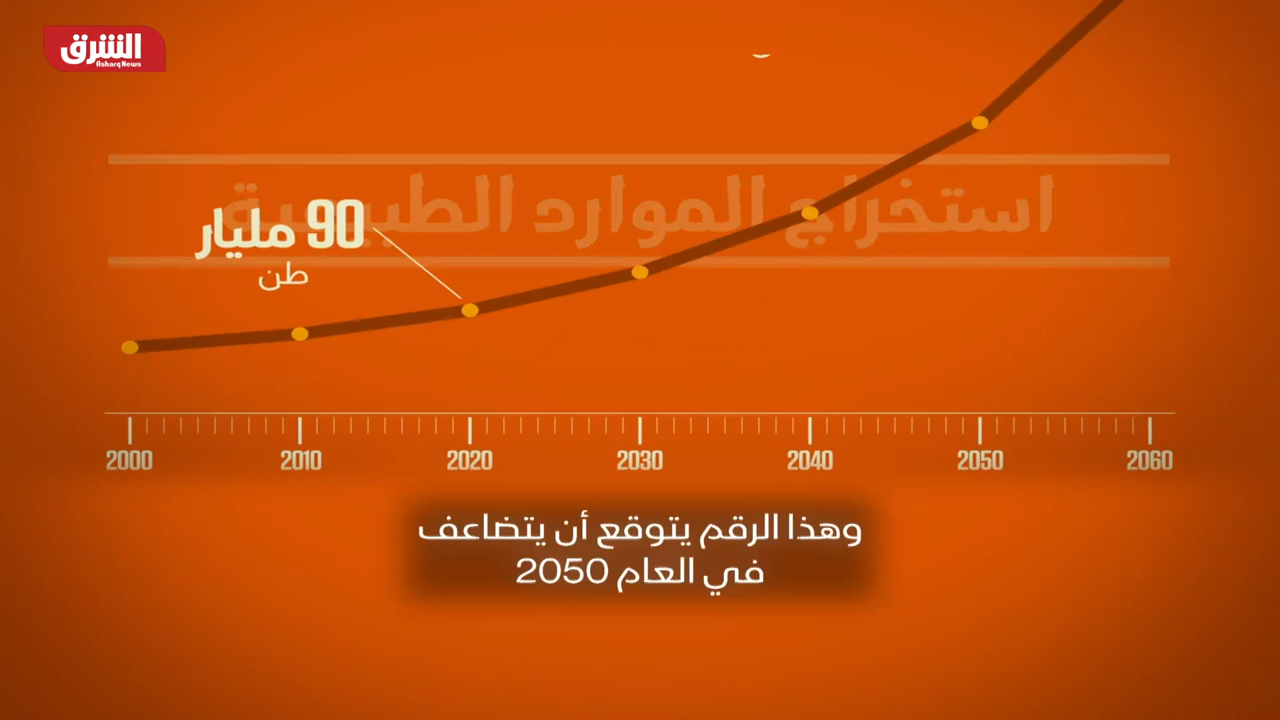 الشرق
Asharq News
استخراج الموارد الطبيعية
90 مليار
طن
2000 2010 2020 2030 2040 2050 2060
وهذا الرقم يتوقع أن يتضاعف
في العام 2050